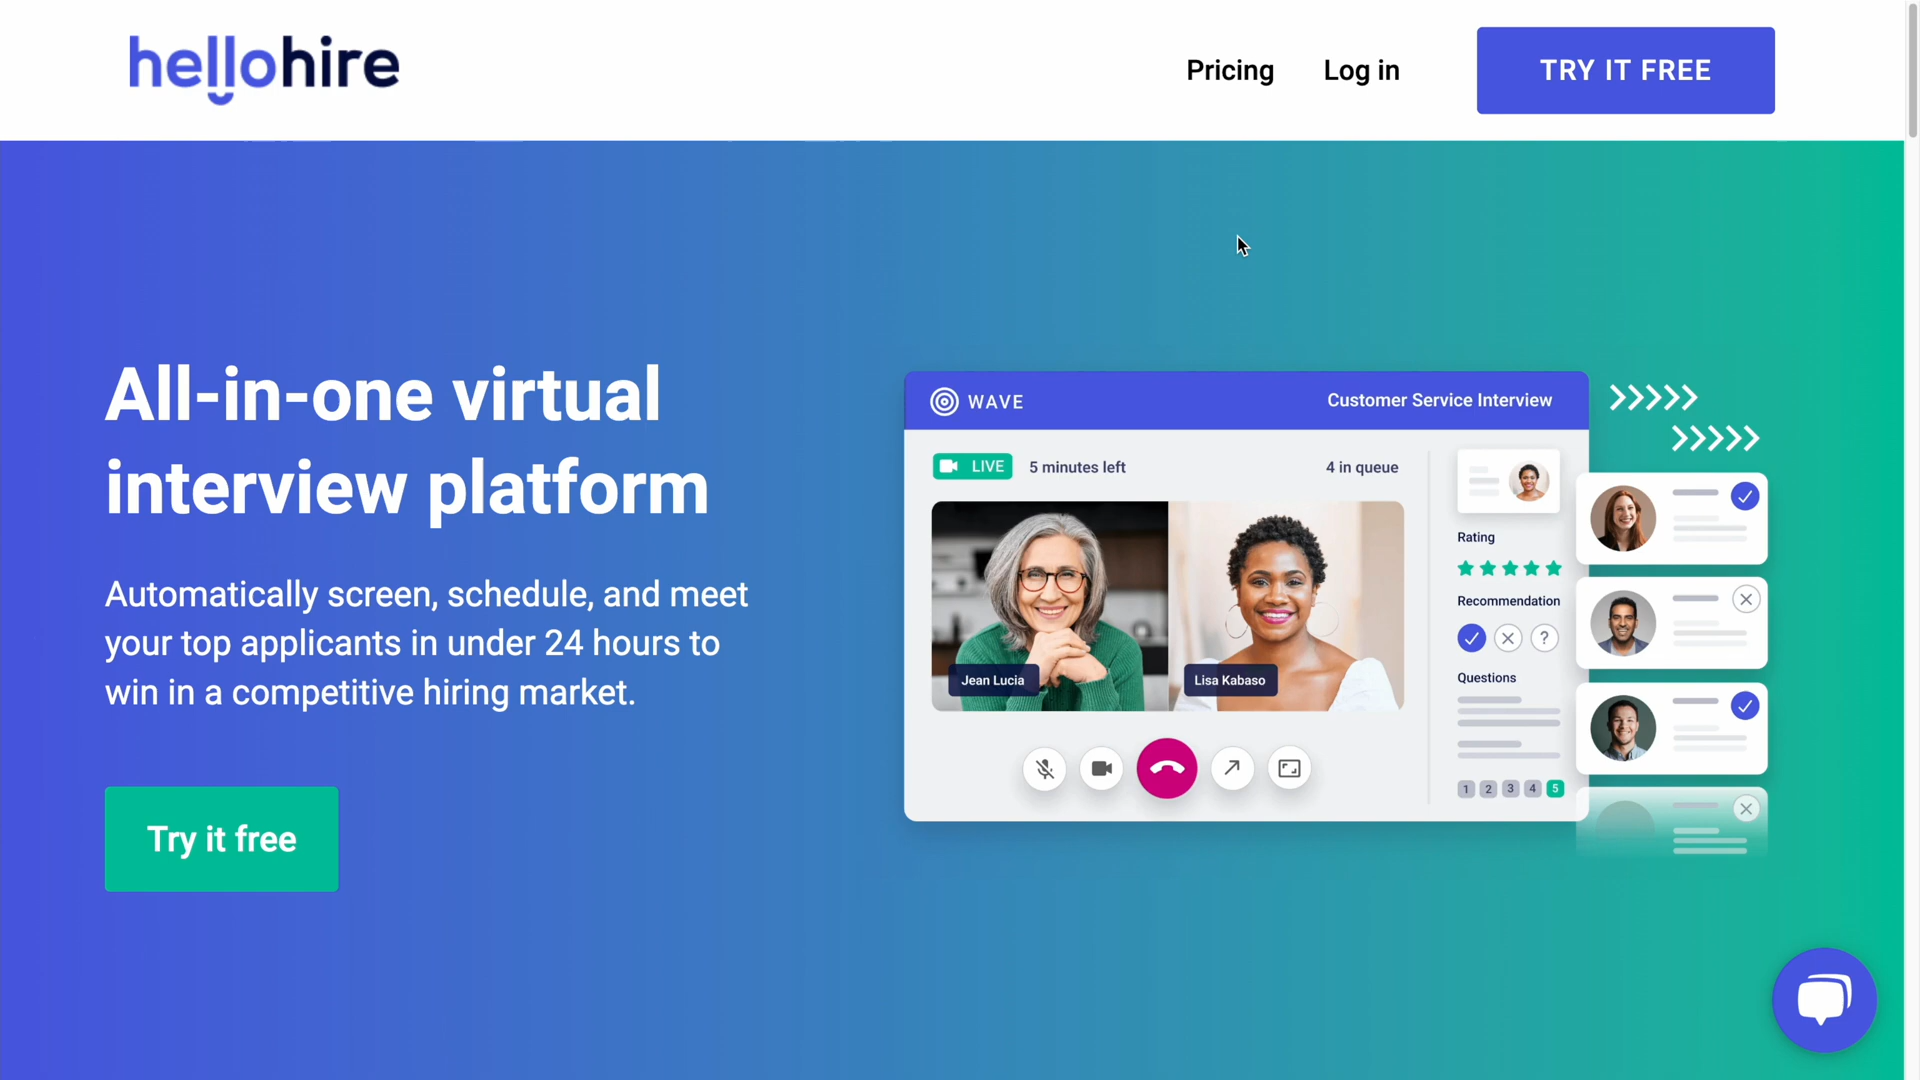 hellohire
Pricing
Log in
TRY IT FREE
All-in-one virtual
interview platform
Automatically screen, schedule, and meet
your top applicants in under 24 hours to
win in a competitive hiring market.
Try it free
WAVE
Customer Service Interview
LIVE
5 minutes left
4 in queue
Jean Lucia
Lisa Kabaso
Rating
Recommendation
?
Questions
1 2 3 4 5